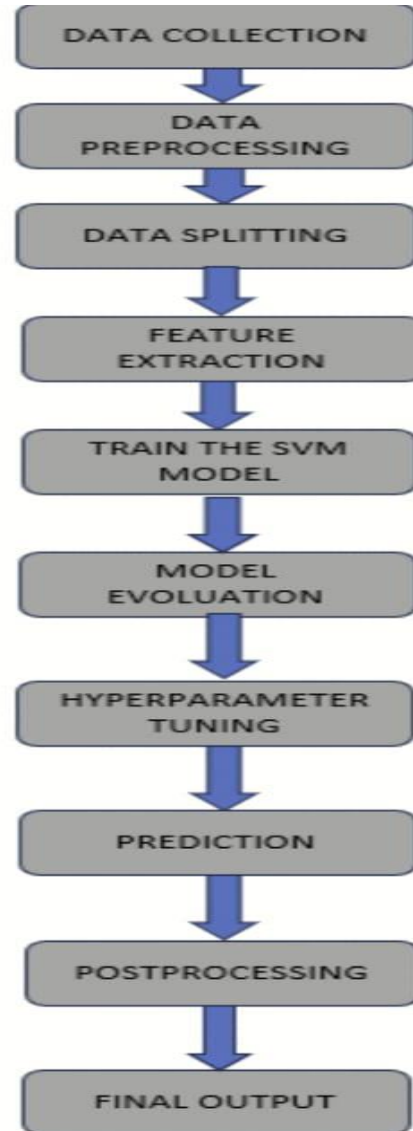 DATA COLLECTION
DATA
PREPROCESSING
DATA SPLITTING
FEATURE
EXTRACTION
TRAIN THE SVM
MODEL
MODEL
EVOLUATION
HYPERPARAMETER
TUNING
PREDICTION
POSTPROCESSING
FINAL OUTPUT